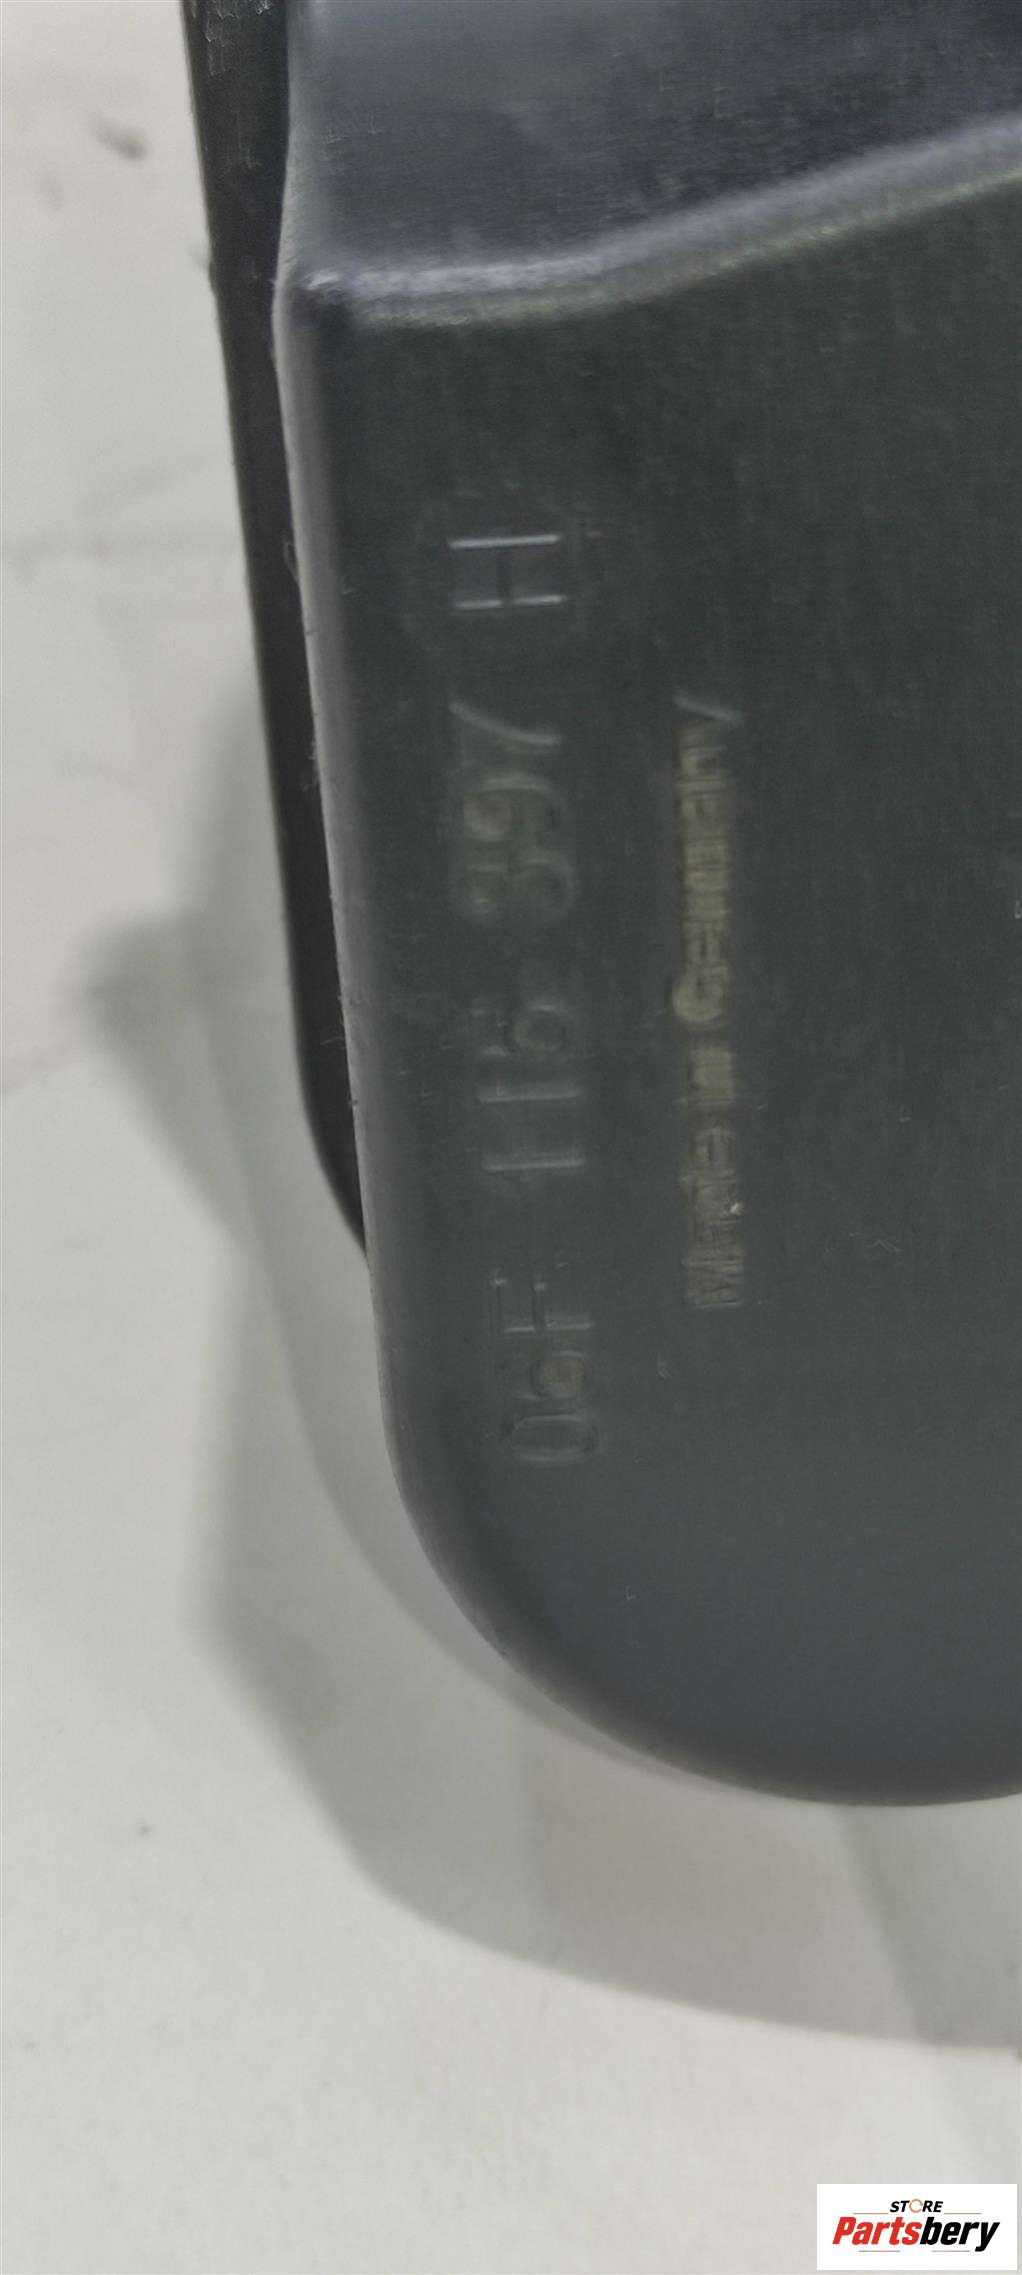 06F 115 397 H
Made in Germany
STORE
Partsbery